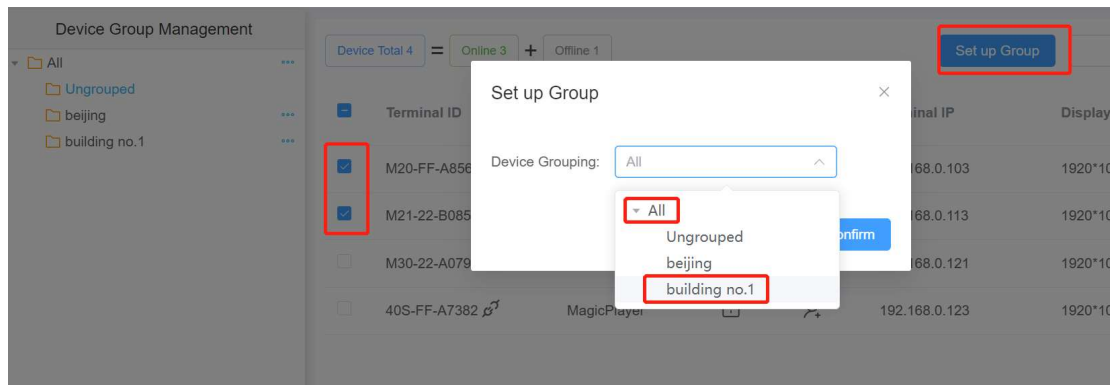 Device Group Management
All
Ungrouped
beijing
building no.1
Device Total 4 = Online 3 + Offline 1
Set up Group
Terminal ID
Display
M20-FF-A856
168.0.103
1920*10
M21-22-B085
168.0.113
1920*10
M30-22-A079
168.0.121
1920*10
40S-FF-A7382
MagicPlayer
192.168.0.123
1920*10
Set up Group
Device Grouping:
All
All
Ungrouped
beijing
building no.1